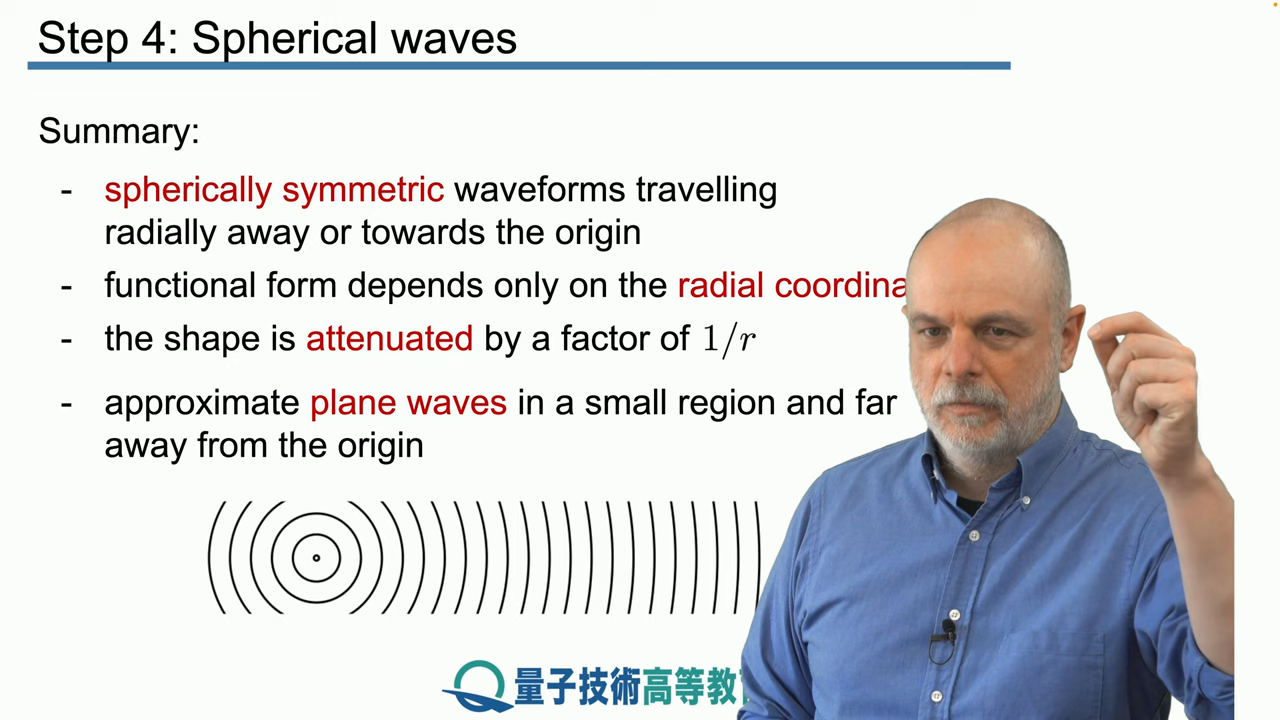 Step 4: Spherical waves
Summary:
- spherically symmetric waveforms travelling
radially away or towards the origin
- functional form depends only on the radial coordina
- the shape is attenuated by a factor of 1/r
- approximate plane waves in a small region and far
away from the origin
量子技術高等教